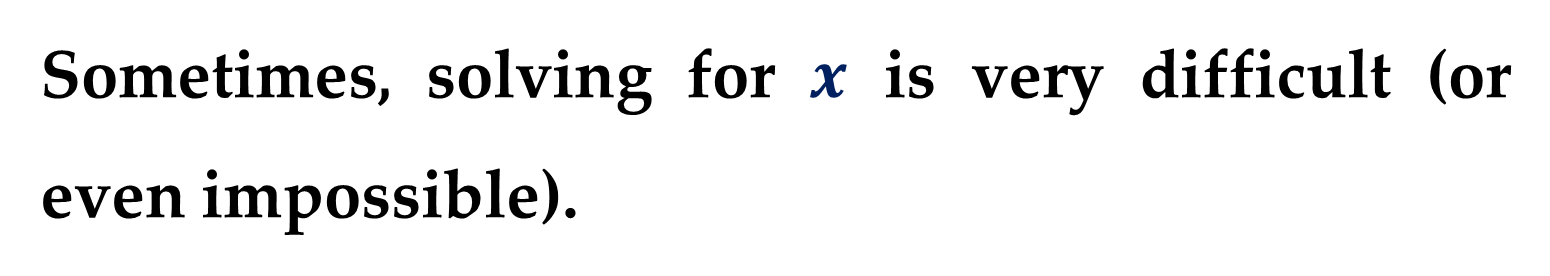 Sometimes, solving for x is very difficult (or
even impossible).